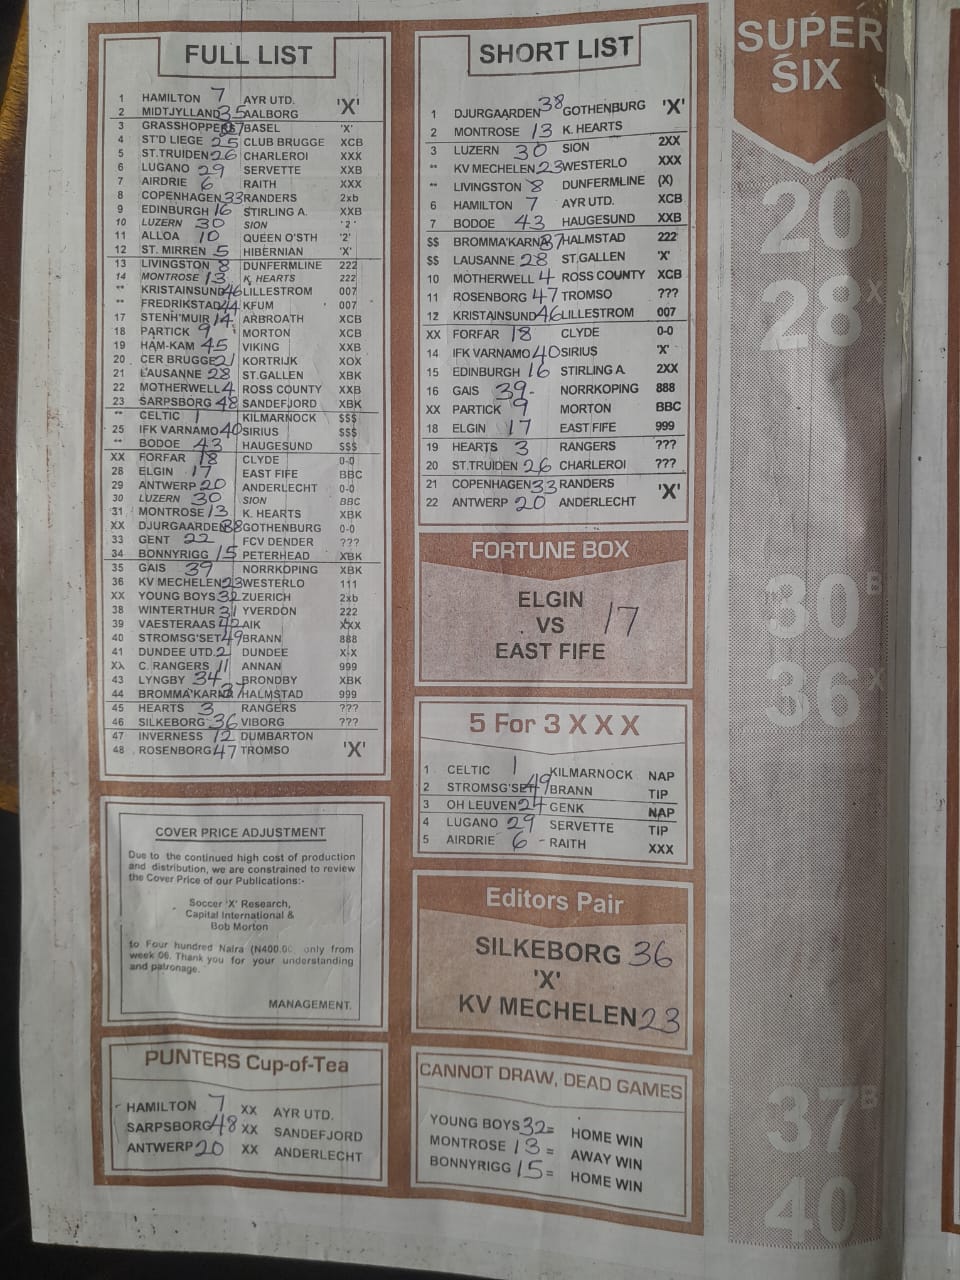 FULL LIST
1 HAMILTON 7 AYR UTD. 'X'
2 MIDTJYLLAND 35 AALBORG
3 GRASSHOPPERS 27 BASEL 'X'
4 ST'D LIEGE 25 CLUB BRUGGE XCB
5 ST.TRUIDEN 26 CHARLEROI XXX
6 LUGANO 29 SERVETTE XXB
7 AIRDRIE 6 RAITH XXX
8 COPENHAGEN 33 RANDERS 2xb
9 EDINBURGH 16 STIRLING A. XXB
10 LUZERN 30 SION '2'
11 ALLOA 10 QUEEN O'STH '2'
12 ST. MIRREN 5 HIBERNIAN 'X'
13 LIVINGSTON 8 DUNFERMLINE 222
14 MONTROSE 13 K. HEARTS 222
** KRISTAINSUND 46 LILLESTROM 007
** FREDRIKSTAD 44 KFUM 007
17 STENH'MUIR 14 ARBROATH XCB
18 PARTICK 9 MORTON XCB
19 HAM-KAM 45 VIKING XXB
20 CER BRUGGE 21 KORTRIJK XOX
21 LAUSANNE 28 ST.GALLEN XBK
22 MOTHERWELL 4 ROSS COUNTY XXB
23 SARPSBORG 48 SANDEFJORD XBK
** CELTIC 1 KILMARNOCK $$$
25 IFK VARNAMO 40 SIRIUS $$$
** BODOE 43 HAUGESUND $$$
XX FORFAR 18 CLYDE 0-0
28 ELGIN 17 EAST FIFE BBC
29 ANTWERP 20 ANDERLECHT 0-0
30 LUZERN 30 SION BBC
31 MONTROSE 13 K. HEARTS XBK
XX DJURGAARDEN 38 GOTHENBURG 0-0
33 GENT 22 FCV DENDER ???
34 BONNYRIGG 15 PETERHEAD XBK
35 GAIS 39 NORRKOPING XBK
36 KV MECHELEN 23 WESTERLO 111
XX YOUNG BOYS 32 ZUERICH 2xb
38 WINTERTHUR 31 YVERDON 222
39 VAESTERAAS 42 AIK XXX
40 STROMSG'SET 49 BRANN 888
41 DUNDEE UTD. 2 DUNDEE X-X
XX C. RANGERS 11 ANNAN 999
43 LYNGBY 34 BRONDBY XBK
44 BROMMA'KARNA 37 HALMSTAD 999
45 HEARTS 3 RANGERS ???
46 SILKEBORG 36 VIBORG ???
47 INVERNESS 12 DUMBARTON
48 ROSENBORG 47 TROMSO 'X'
COVER PRICE ADJUSTMENT
Due to the continued high cost of production
and distribution, we are constrained to review
the Cover Price of our Publications:-
Soccer 'X' Research,
Capital International &
Bob Morton
to Four hundred Naira (N400.00, only from
week 06. Thank you for your understanding
and patronage.
MANAGEMENT.
PUNTERS Cup-of-Tea
HAMILTON 7 XX AYR UTD.
SARPSBORG 48 XX SANDEFJORD
ANTWERP 20 XX ANDERLECHT
SHORT LIST
1 DJURGAARDEN 38 GOTHENBURG 'X'
2 MONTROSE 13 K. HEARTS
3 LUZERN 30 SION 2XX
** KV MECHELEN 23 WESTERLO XXX
** LIVINGSTON 8 DUNFERMLINE (X)
6 HAMILTON 7 AYR UTD. XCB
7 BODOE 43 HAUGESUND XXB
$$ BROMMA'KARNA 37 HALMSTAD 222
$$ LAUSANNE 28 ST.GALLEN 'X'
10 MOTHERWELL 4 ROSS COUNTY XCB
11 ROSENBORG 47 TROMSO ???
12 KRISTAINSUND 46 LILLESTROM 007
XX FORFAR 18 CLYDE 0-0
14 IFK VARNAMO 40 SIRIUS 'X'
15 EDINBURGH 16 STIRLING A. 2XX
16 GAIS 39- NORRKOPING 888
XX PARTICK 9 MORTON BBC
18 ELGIN 17 EAST FIFE 999
19 HEARTS 3 RANGERS ???
20 ST.TRUIDEN 26 CHARLEROI ???
21 COPENHAGEN 33 RANDERS 'X'
22 ANTWERP 20 ANDERLECHT
FORTUNE BOX
ELGIN
VS 17
EAST FIFE
5 For 3 X X X
1 CELTIC 1 KILMARNOCK NAP
2 STROMSG'SET 49 BRANN TIP
3 OH LEUVEN 24 GENK NAP
4 LUGANO 29 SERVETTE TIP
5 AIRDRIE 6 - RAITH XXX
Editors Pair
SILKEBORG 36
'X'
KV MECHELEN 23
CANNOT DRAW, DEAD GAMES
YOUNG BOYS 32 = HOME WIN
MONTROSE 13 = AWAY WIN
BONNYRIGG 15 = HOME WIN
SUPER
SIX
20
28X
30B
36X
37B
40